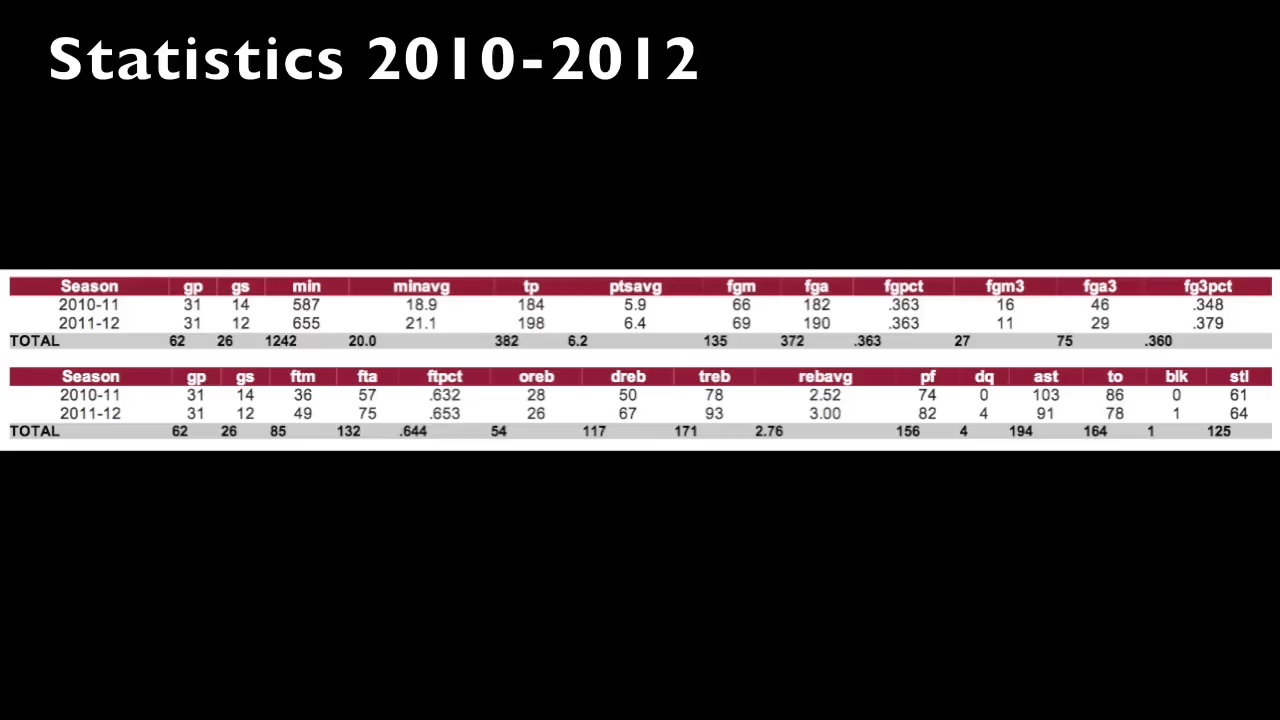 Statistics 2010-2012
Season gp gs min minavg tp ptsavg fgm fga fgpct fgm3 fga3 fg3pct
2010-11 31 14 587 18.9 184 5.9 66 182 .363 16 46 .348
2011-12 31 12 655 21.1 198 6.4 69 190 .363 11 29 .379
TOTAL 62 26 1242 20.0 382 6.2 135 372 .363 27 75 .360
Season gp gs ftm fta ftpct oreb dreb treb rebavg pf dq ast to blk stl
2010-11 31 14 36 57 .632 28 50 78 2.52 74 0 103 86 0 61
2011-12 31 12 49 75 .653 26 67 93 3.00 82 4 91 78 1 64
TOTAL 62 26 85 132 .644 54 117 171 2.76 156 4 194 164 1 125